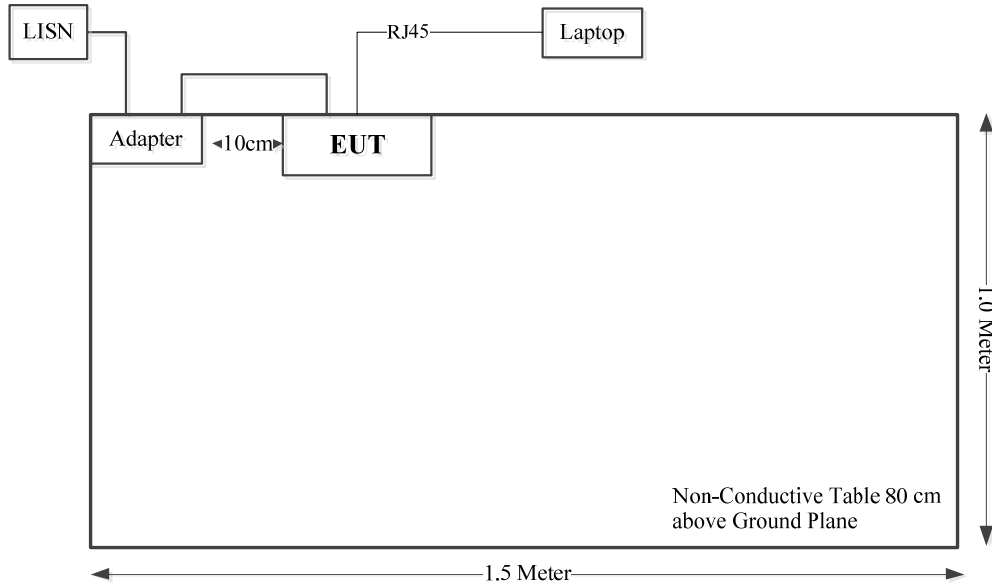 LISN
RJ45
Laptop
Adapter
10cm
EUT
1.0 Meter
Non-Conductive Table 80 cm
above Ground Plane
1.5 Meter